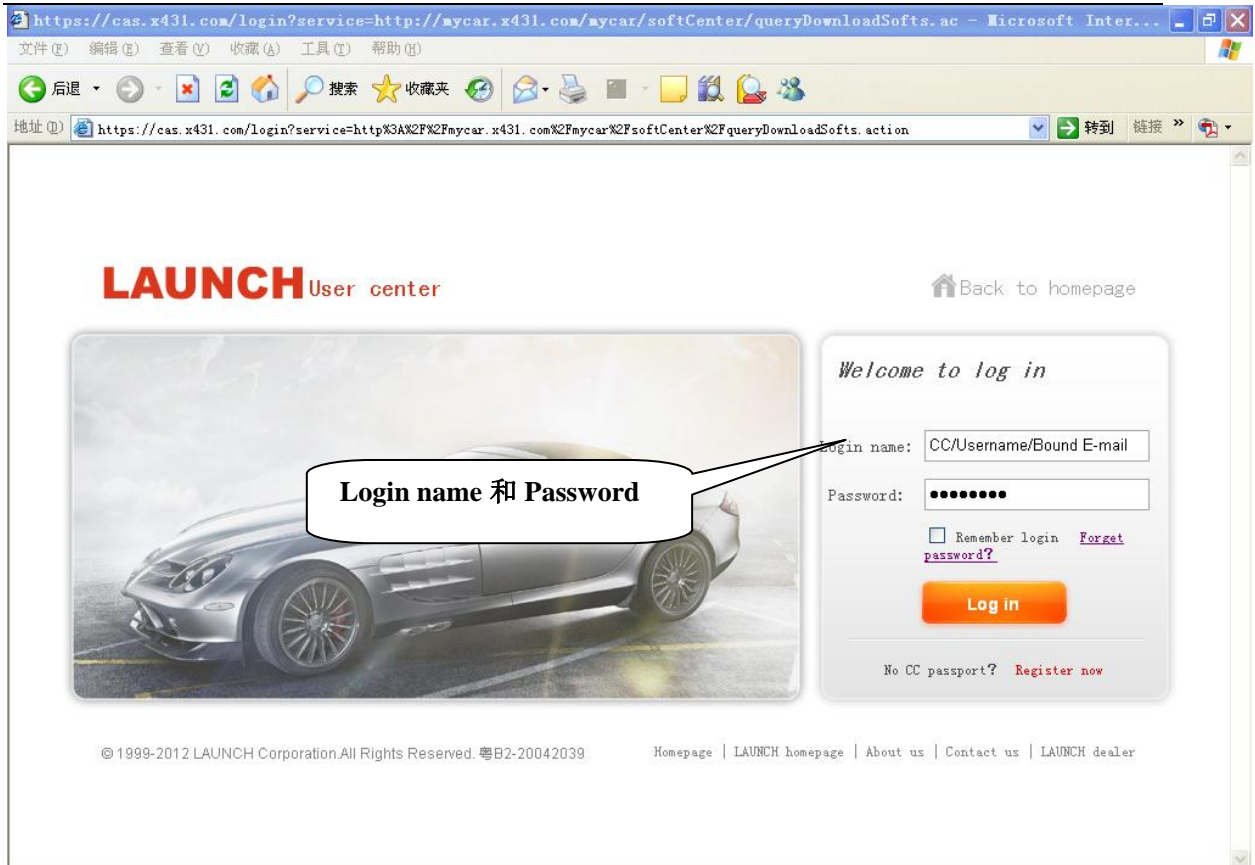 https://cas.x431.com/login?service=http://mycar.x431.com/mycar/softCenter/queryDownloadSofts.ac - Microsoft Inter...
文件(F) 编辑(E) 查看(V) 收藏(A) 工具(T) 帮助(H)
后退 搜索 收藏夹
地址(D) https://cas.x431.com/login?service=http%3A%2F%2Fmycar.x431.com%2Fmycar%2FsoftCenter%2FqueryDownloadSofts.action 转到 链接 »
LAUNCH User center
Back to homepage
Welcome to log in
Login name: CC/Username/Bound E-mail
Login name 和 Password
Password: ●●●●●●●●
Remember login Forget
password?
Log in
No CC passport? Register now
©1999-2012 LAUNCH Corporation.All Rights Reserved. 粤B2-20042039
Homepage | LAUNCH homepage | About us | Contact us | LAUNCH dealer